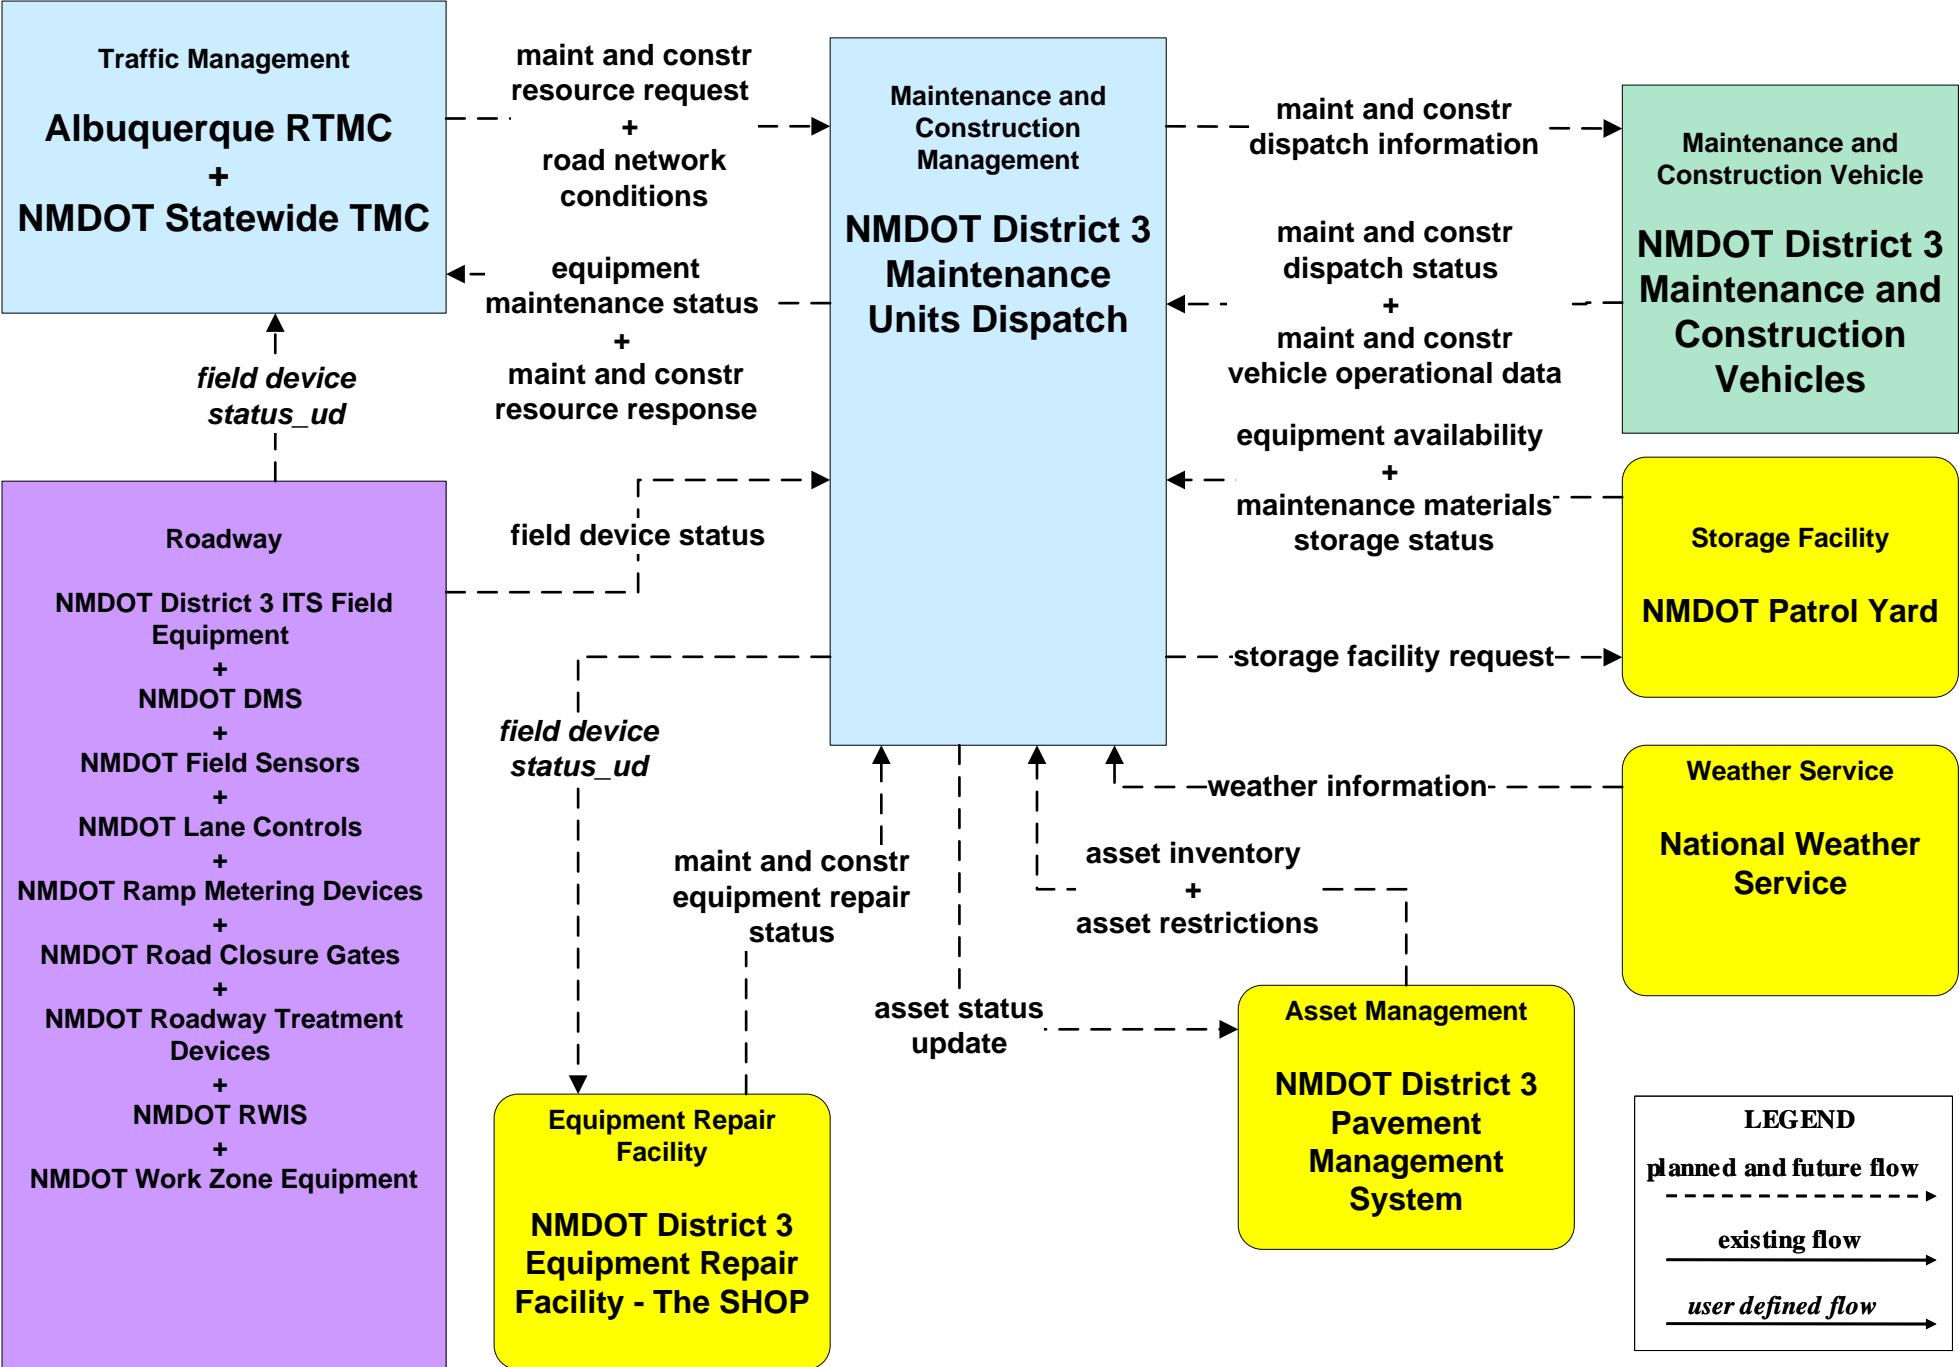 Traffic Management
Albuquerque RTMC
+
NMDOT Statewide TMC
maint and constr
resource request
+
road network
conditions
equipment
maintenance status
+
maint and constr
resource response
Maintenance and
Construction
Management
NMDOT District 3
Maintenance
Units Dispatch
maint and constr
dispatch information
maint and constr
dispatch status
+
maint and constr
vehicle operational data
Maintenance and
Construction Vehicle
NMDOT District 3
Maintenance and
Construction
Vehicles
field device
status_ud
equipment availability
+
maintenance materials
storage status
Storage Facility
NMDOT Patrol Yard
storage facility request
Roadway
NMDOT District 3 ITS Field
Equipment
+
NMDOT DMS
+
NMDOT Field Sensors
+
NMDOT Lane Controls
+
NMDOT Ramp Metering Devices
+
NMDOT Road Closure Gates
+
NMDOT Roadway Treatment
Devices
+
NMDOT RWIS
+
NMDOT Work Zone Equipment
field device status
field device
status_ud
maint and constr
equipment repair
status
weather information
Weather Service
National Weather
Service
asset inventory
+
asset restrictions
asset status
update
Asset Management
NMDOT District 3
Pavement
Management
System
Equipment Repair
Facility
NMDOT District 3
Equipment Repair
Facility - The SHOP
LEGEND
planned and future flow
existing flow
user defined flow